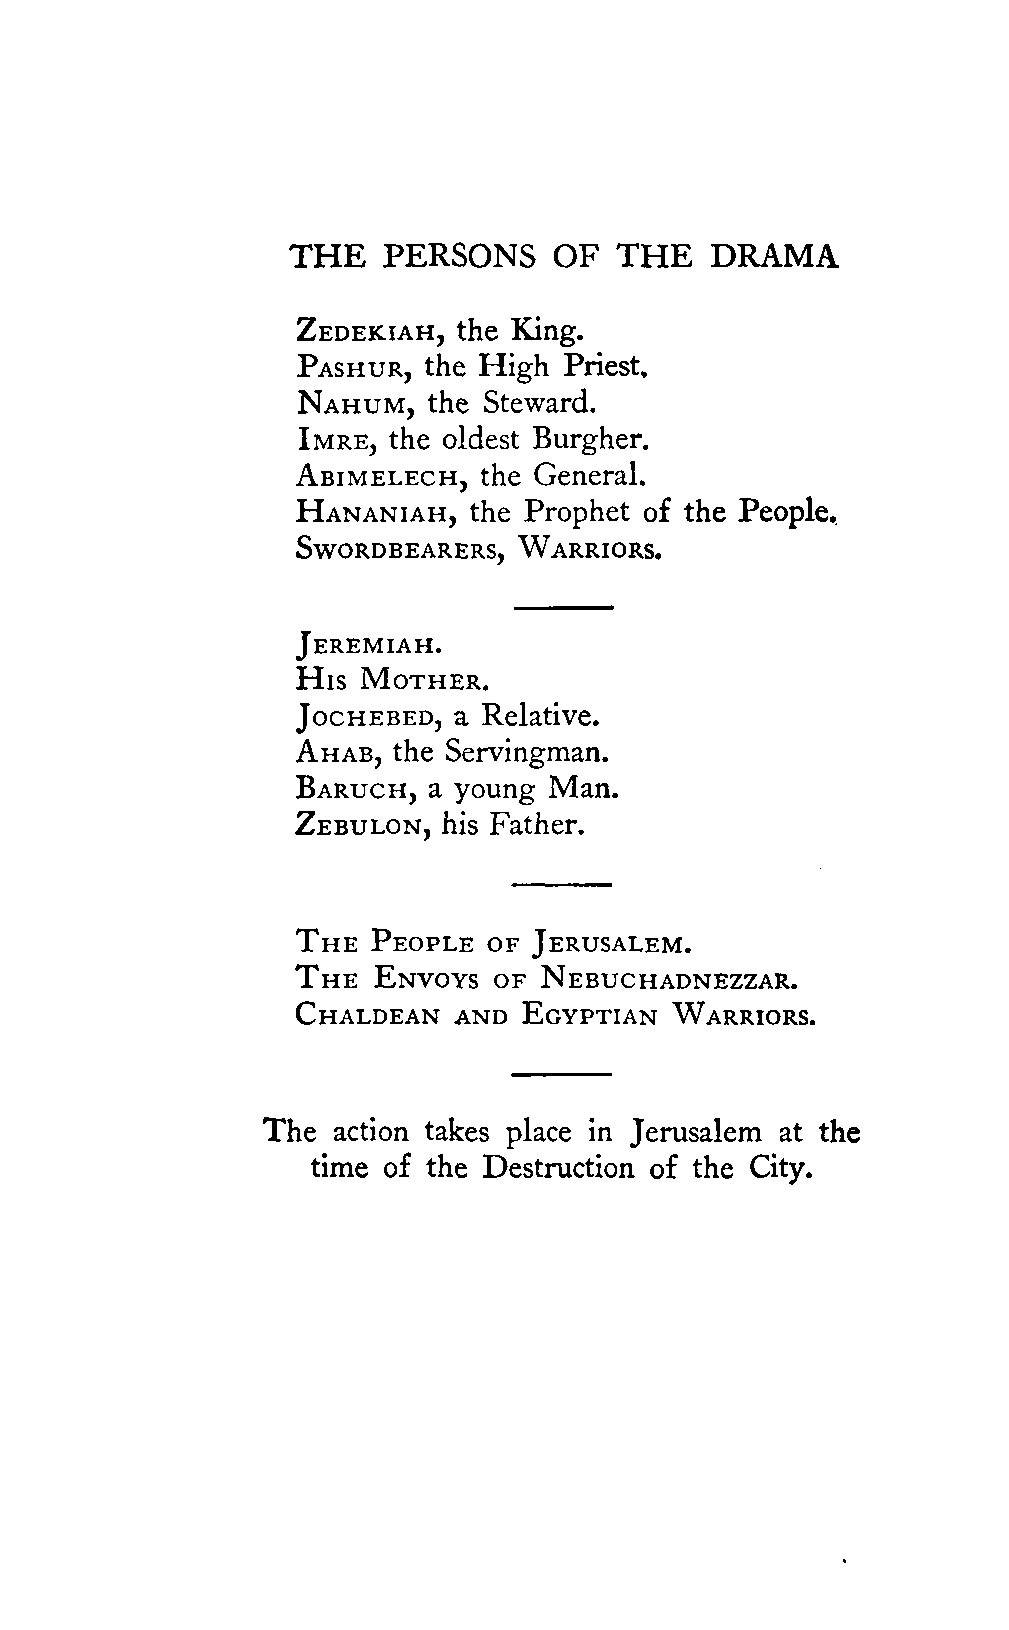 THE PERSONS OF THE DRAMA
ZEDEKIAH, the King.
PASHUR, the High Priest.
NAHUM, the Steward.
IMRE, the oldest Burgher.
ABIMELECH, the General.
HANANIAH, the Prophet of the People.
SWORDBEARERS, WARRIORS.
JEREMIAH.
HIS MOTHER.
JOCHEBED, a Relative.
AHAB, the Servingman.
BARUCH, a young Man.
ZEBULON, his Father.
THE PEOPLE OF JERUSALEM.
THE ENVOYS OF NEBUCHADNEZZAR.
CHALDEAN AND EGYPTIAN WARRIORS.
The action takes place in Jerusalem at the
time of the Destruction of the City.